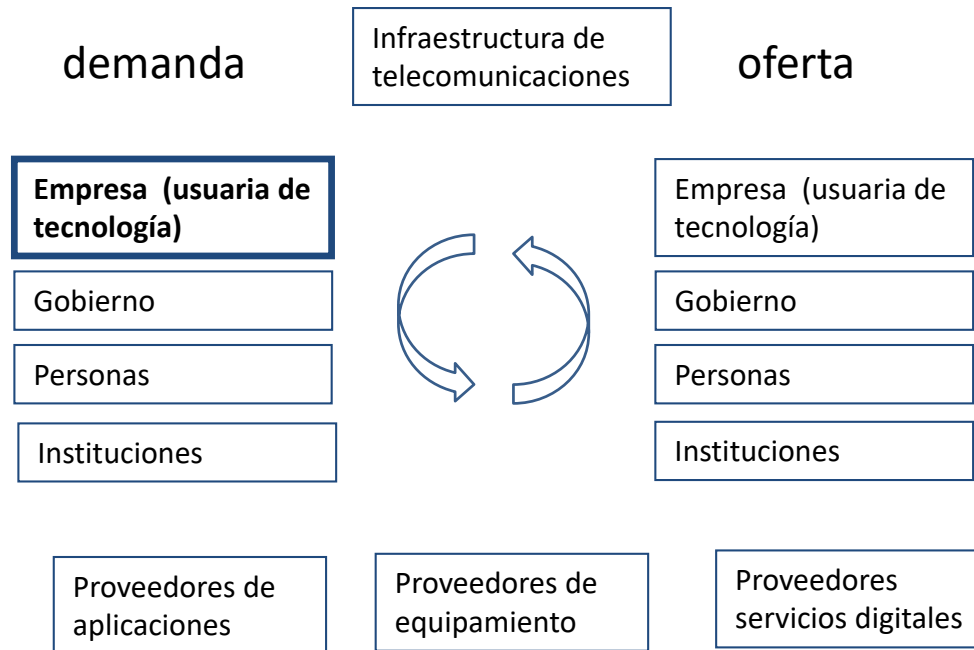 demanda
Infraestructura de
telecomunicaciones
oferta
Empresa (usuaria de
tecnología)
Gobierno
Personas
Instituciones
Empresa (usuaria de
tecnología)
Gobierno
Personas
Instituciones
Proveedores de
aplicaciones
Proveedores de
equipamiento
Proveedores
servicios digitales